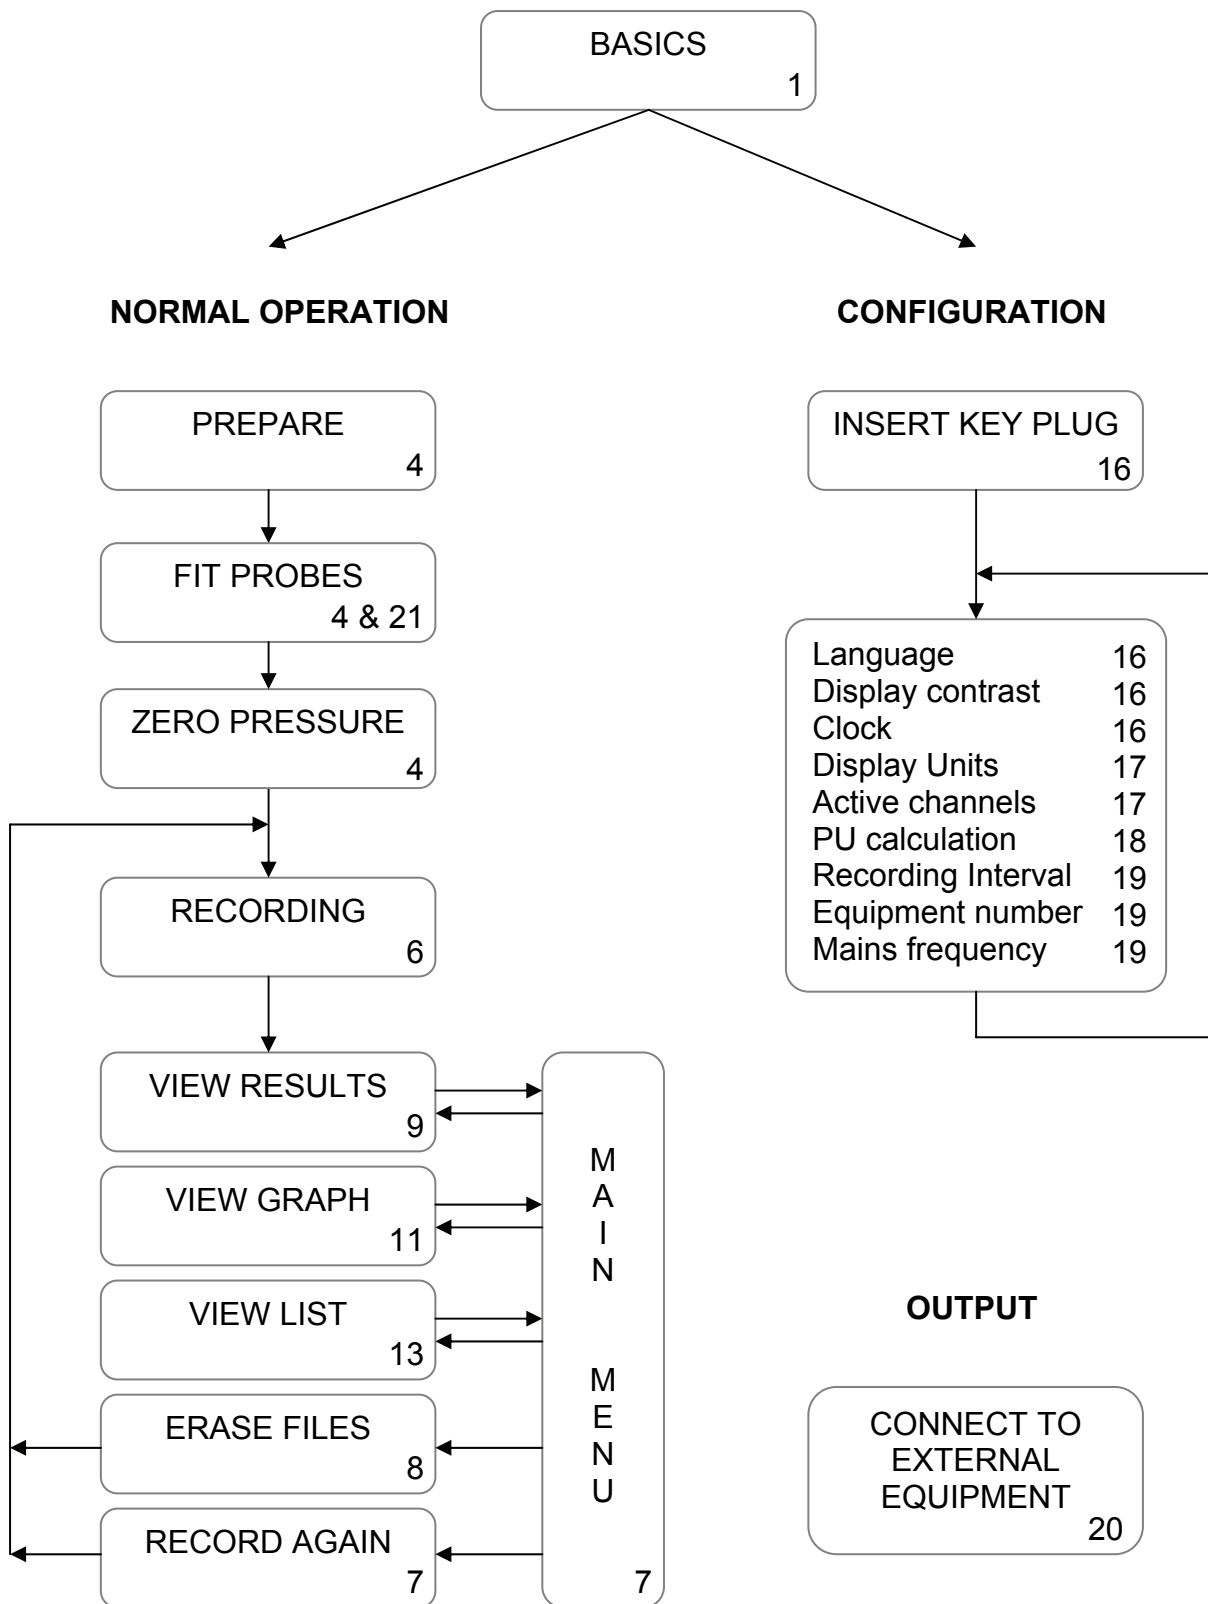 BASICS
1
NORMAL OPERATION
PREPARE
4
FIT PROBES
4 & 21
ZERO PRESSURE
4
RECORDING
6
VIEW RESULTS
9
VIEW GRAPH
11
VIEW LIST
13
ERASE FILES
8
RECORD AGAIN
7
MAIN MENU
7
CONFIGURATION
INSERT KEY PLUG
16
Language 16
Display contrast 16
Clock 16
Display Units 17
Active channels 17
PU calculation 18
Recording Interval 19
Equipment number 19
Mains frequency 19
OUTPUT
CONNECT TO
EXTERNAL
EQUIPMENT
20